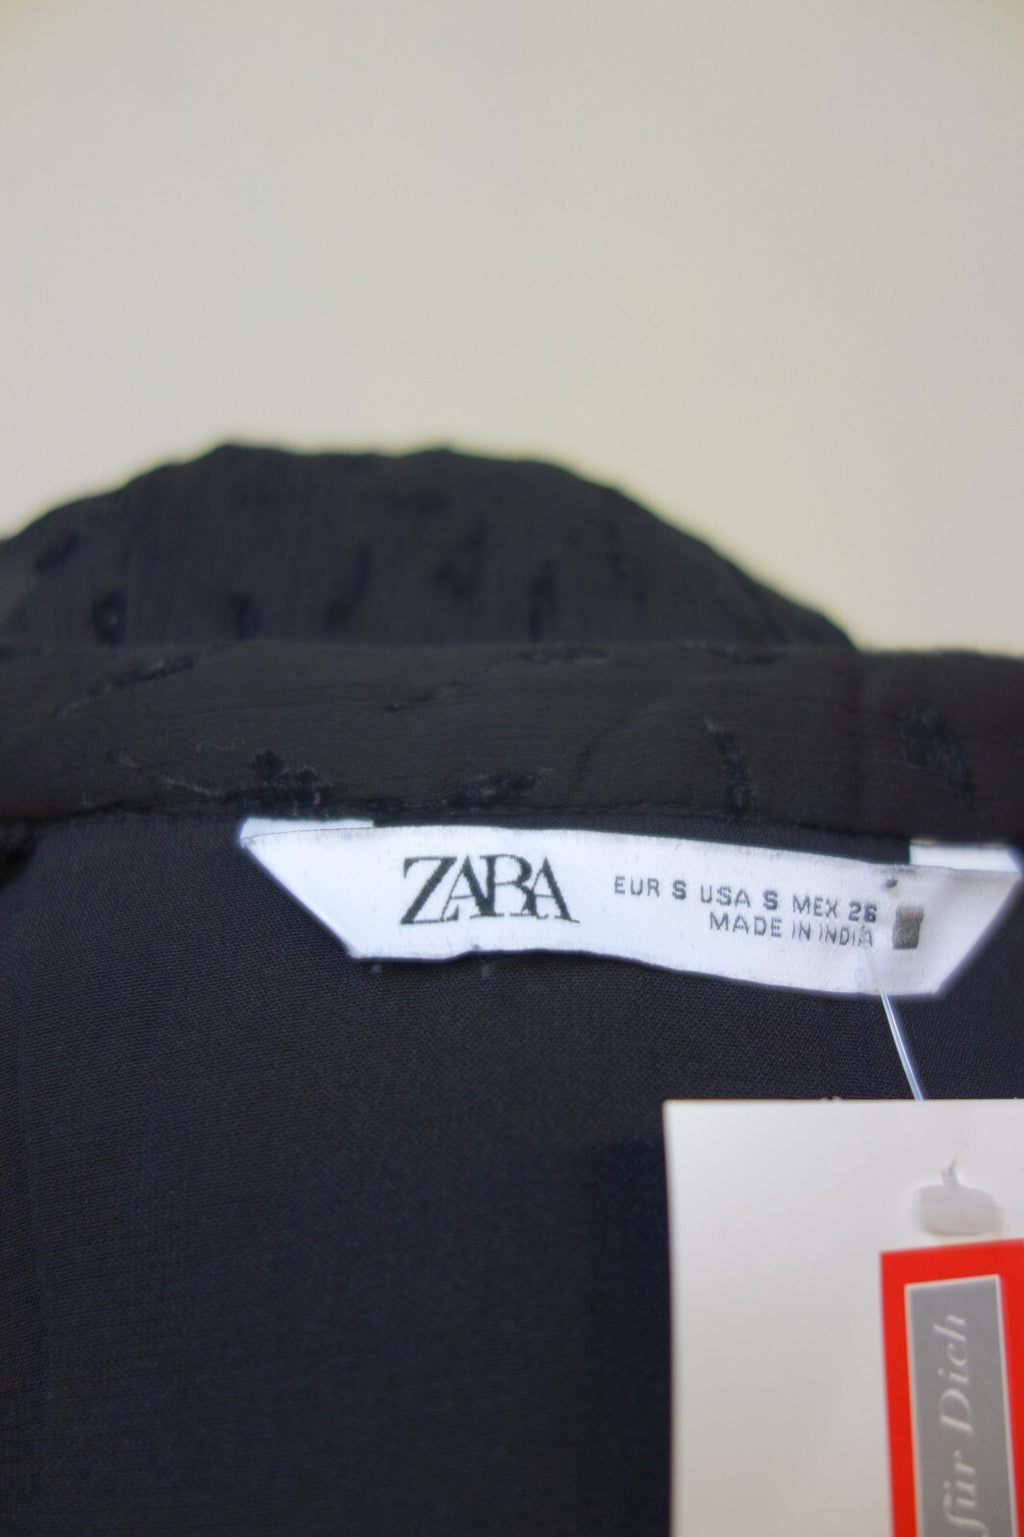 ZARA
EUR S USA S MEX 26
MADE IN INDIA
für Dich